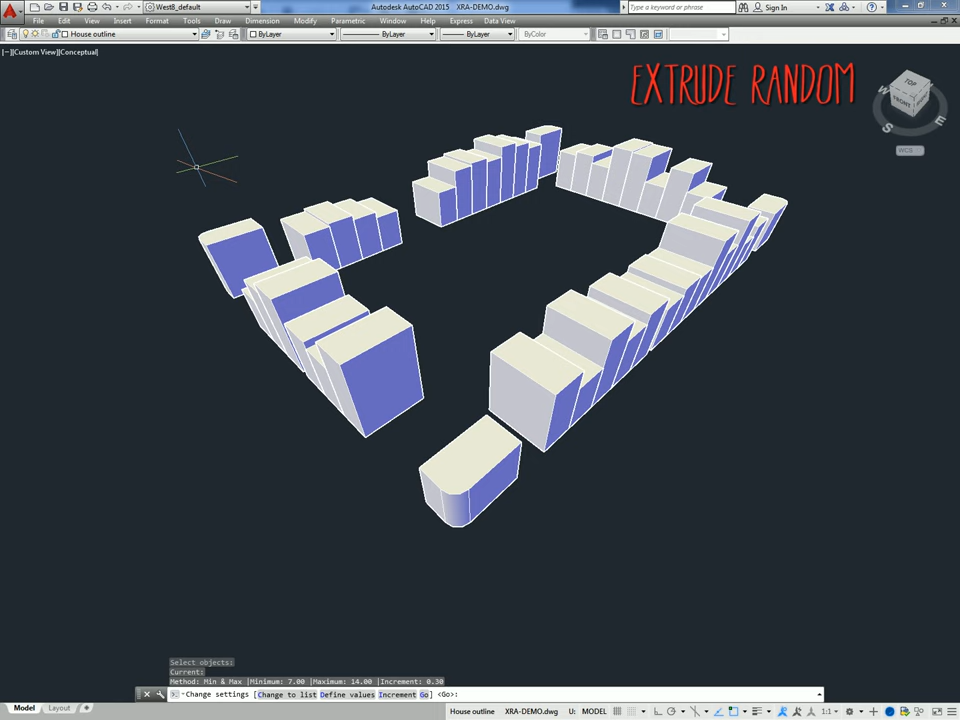 West8_default
Autodesk AutoCAD 2015 XRA-DEMO.dwg
Type a keyword or phrase
Sign In
File Edit View Insert Format Tools Draw Dimension Modify Parametric Window Help Express Data View
House outline
ByLayer
ByLayer
ByLayer
ByColor
[−][Custom View][Conceptual]
EXTRUDE RANDOM
TOP
FRONT
W
S
E
WCS
Select objects:
Current:
Method: Min & Max |Minimum: 7.00 |Maximum: 14.00 |Increment: 0.30
Change settings [Change to list Define values Increment Go] <Go>:
Model Layout
House outline XRA-DEMO.dwg U: MODEL
1:1